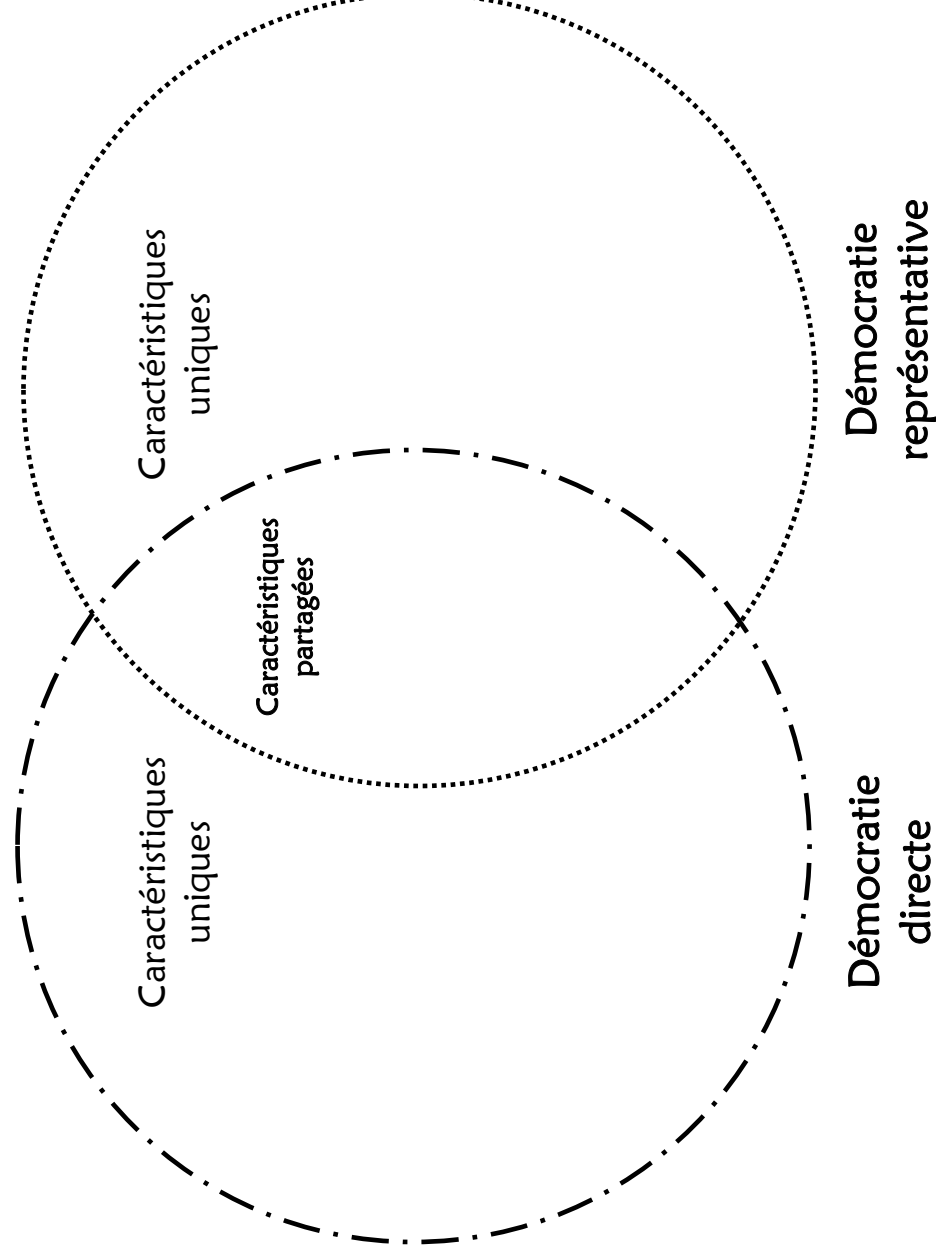 Caractéristiques
uniques
Caractéristiques
partagées
Caractéristiques
uniques
Démocratie
directe
Démocratie
représentative